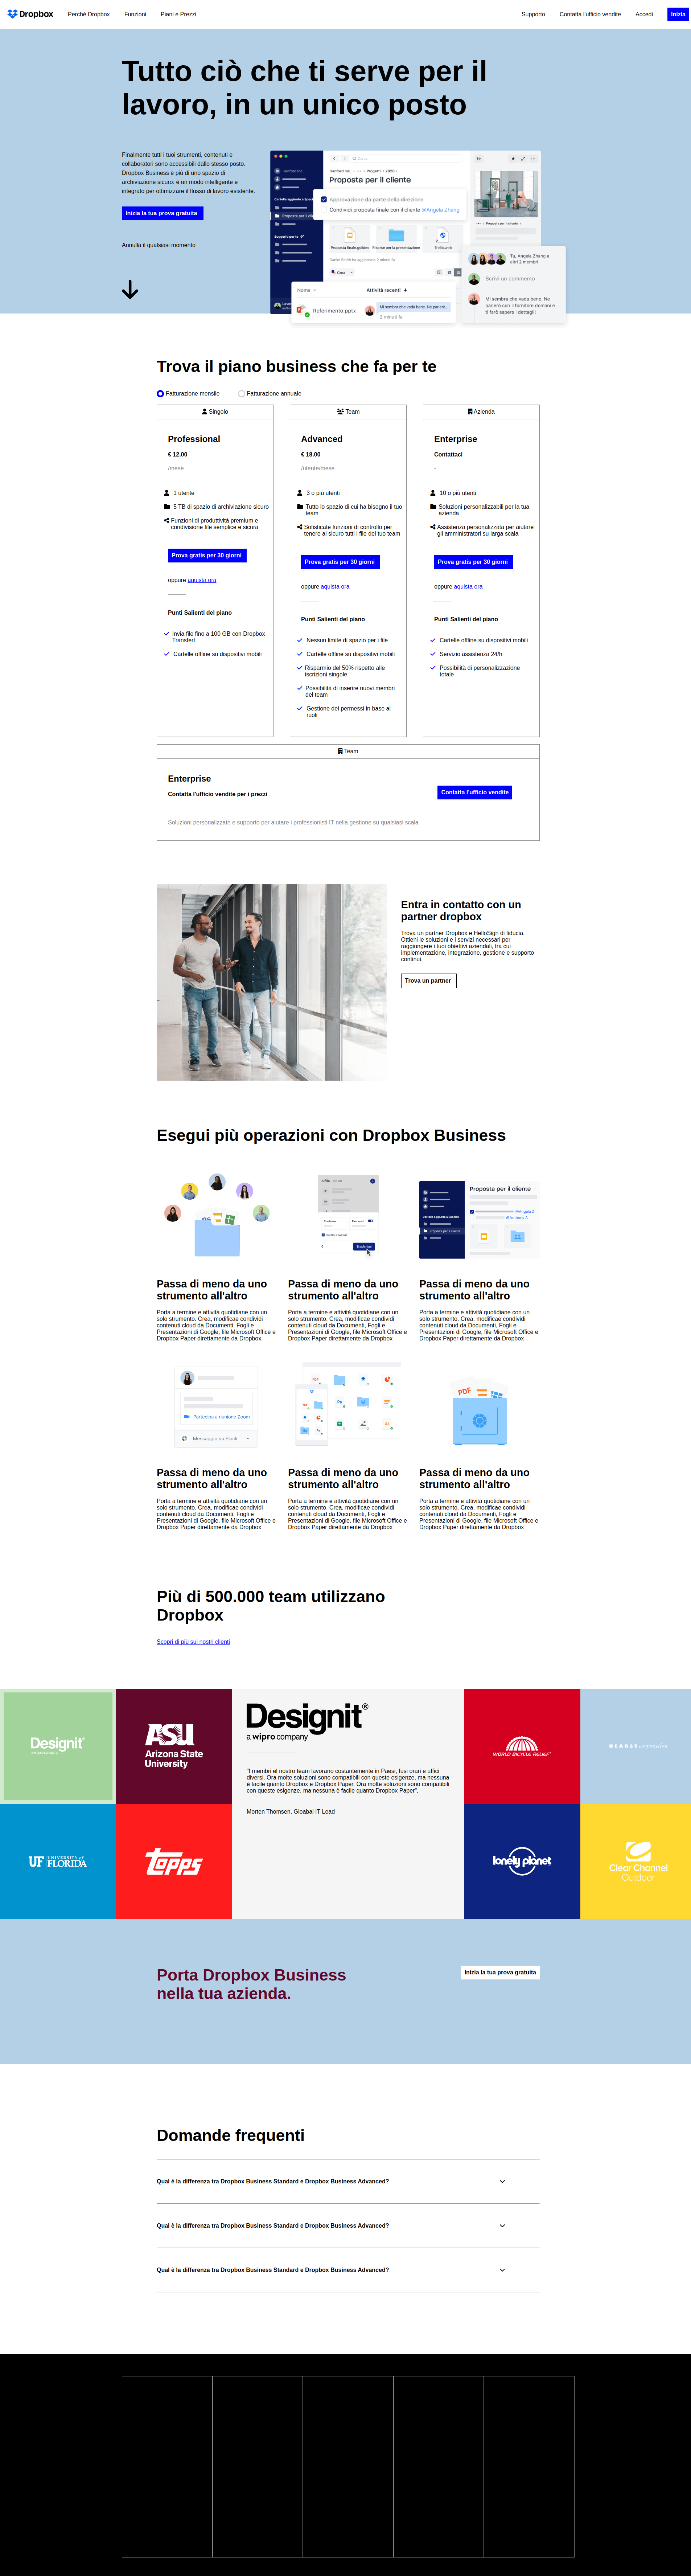 Dropbox
Perchè Dropbox
Funzioni
Piani e Prezzi
Supporto
Contatta l'ufficio vendite
Accedi
Inizia
Tutto ciò che ti serve per il
lavoro, in un unico posto
Finalmente tutti i tuoi strumenti, contenuti e
collaboratori sono accessibili dallo stesso posto.
Dropbox Business è più di uno spazio di
archiviazione sicuro: è un modo intelligente e
integrato per ottimizzare il flusso di lavoro esistente.
Inizia la tua prova gratuita
Annulla il qualsiasi momento
Cerca
Proposta per il cliente
Approvazione da parte della direzione
Condividi proposta finale con il cliente @Angela Zhang
Crea
Nome
Attività recenti
Referimento.pptx
Mi sembra che vada bene. Ne parleri...
2 minuti fa
Tu, Angela Zhang e
altri 2 membri
Scrivi un commento
Mi sembra che vada bene. Ne
parlerò con il fornitore domani e
ti farò sapere i dettagli!
Trova il piano business che fa per te
Fatturazione mensile
Fatturazione annuale
Singolo
Professional
€ 12.00
/mese
1 utente
5 TB di spazio di archiviazione sicuro
Funzioni di produttività premium e
condivisione file semplice e sicura
Prova gratis per 30 giorni
oppure aquista ora
Punti Salienti del piano
Invia file fino a 100 GB con Dropbox
Transfert
Cartelle offline su dispositivi mobili
Team
Advanced
€ 18.00
/utente/mese
3 o più utenti
Tutto lo spazio di cui ha bisogno il tuo
team
Sofisticate funzioni di controllo per
tenere al sicuro tutti i file del tuo team
Prova gratis per 30 giorni
oppure aquista ora
Punti Salienti del piano
Nessun limite di spazio per i file
Cartelle offline su dispositivi mobili
Risparmio del 50% rispetto alle
iscrizioni singole
Possibilità di inserire nuovi membri
del team
Gestione dei permessi in base ai
ruoli
Azienda
Enterprise
Contattaci
-
10 o più utenti
Soluzioni personalizzabili per la tua
azienda
Assistenza personalizzata per aiutare
gli amministratori su larga scala
Prova gratis per 30 giorni
oppure aquista ora
Punti Salienti del piano
Cartelle offline su dispositivi mobili
Servizio assistenza 24/h
Possibilità di personalizzazione
totale
Team
Enterprise
Contatta l'ufficio vendite per i prezzi
Contatta l'ufficio vendite
Soluzioni personalizzate e supporto per aiutare i professionisti IT nella gestione su qualsiasi scala
Entra in contatto con un
partner dropbox
Trova un partner Dropbox e HelloSign di fiducia.
Ottieni le soluzioni e i servizi necessari per
raggiungere i tuoi obiettivi aziendali, tra cui
implementazione, integrazione, gestione e supporto
continui.
Trova un partner
Esegui più operazioni con Dropbox Business
Proposta per il cliente
Passa di meno da uno
strumento all'altro
Porta a termine e attività quotidiane con un
solo strumento. Crea, modificae condividi
contenuti cloud da Documenti, Fogli e
Presentazioni di Google, file Microsoft Office e
Dropbox Paper direttamente da Dropbox
Passa di meno da uno
strumento all'altro
Porta a termine e attività quotidiane con un
solo strumento. Crea, modificae condividi
contenuti cloud da Documenti, Fogli e
Presentazioni di Google, file Microsoft Office e
Dropbox Paper direttamente da Dropbox
Passa di meno da uno
strumento all'altro
Porta a termine e attività quotidiane con un
solo strumento. Crea, modificae condividi
contenuti cloud da Documenti, Fogli e
Presentazioni di Google, file Microsoft Office e
Dropbox Paper direttamente da Dropbox
Partecipa a riunione Zoom
Messaggio su Slack
PDF
Passa di meno da uno
strumento all'altro
Porta a termine e attività quotidiane con un
solo strumento. Crea, modificae condividi
contenuti cloud da Documenti, Fogli e
Presentazioni di Google, file Microsoft Office e
Dropbox Paper direttamente da Dropbox
Passa di meno da uno
strumento all'altro
Porta a termine e attività quotidiane con un
solo strumento. Crea, modificae condividi
contenuti cloud da Documenti, Fogli e
Presentazioni di Google, file Microsoft Office e
Dropbox Paper direttamente da Dropbox
Passa di meno da uno
strumento all'altro
Porta a termine e attività quotidiane con un
solo strumento. Crea, modificae condividi
contenuti cloud da Documenti, Fogli e
Presentazioni di Google, file Microsoft Office e
Dropbox Paper direttamente da Dropbox
Più di 500.000 team utilizzano
Dropbox
Scopri di più sui nostri clienti
Designit
a wipro company
ASU
Arizona State
University
Designit®
a wipro company
"I membri el nostro team lavorano costantemente in Paesi, fusi orari e uffici
diversi. Ora molte soluzioni sono compatibili con queste esigenze, ma nessuna
è facile quanto Dropbox e Dropbox Paper. Ora molte soluzioni sono compatibili
con queste esigenze, ma nessuna è facile quanto Dropbox Paper",
Morten Thomsen, Gloabal IT Lead
WORLD BICYCLE RELIEF
HEARST
UF UNIVERSITY of
FLORIDA
Topps
lonely planet
Clear Channel
Outdoor
Porta Dropbox Business
nella tua azienda.
Inizia la tua prova gratuita
Domande frequenti
Qual è la differenza tra Dropbox Business Standard e Dropbox Business Advanced?
Qual è la differenza tra Dropbox Business Standard e Dropbox Business Advanced?
Qual è la differenza tra Dropbox Business Standard e Dropbox Business Advanced?